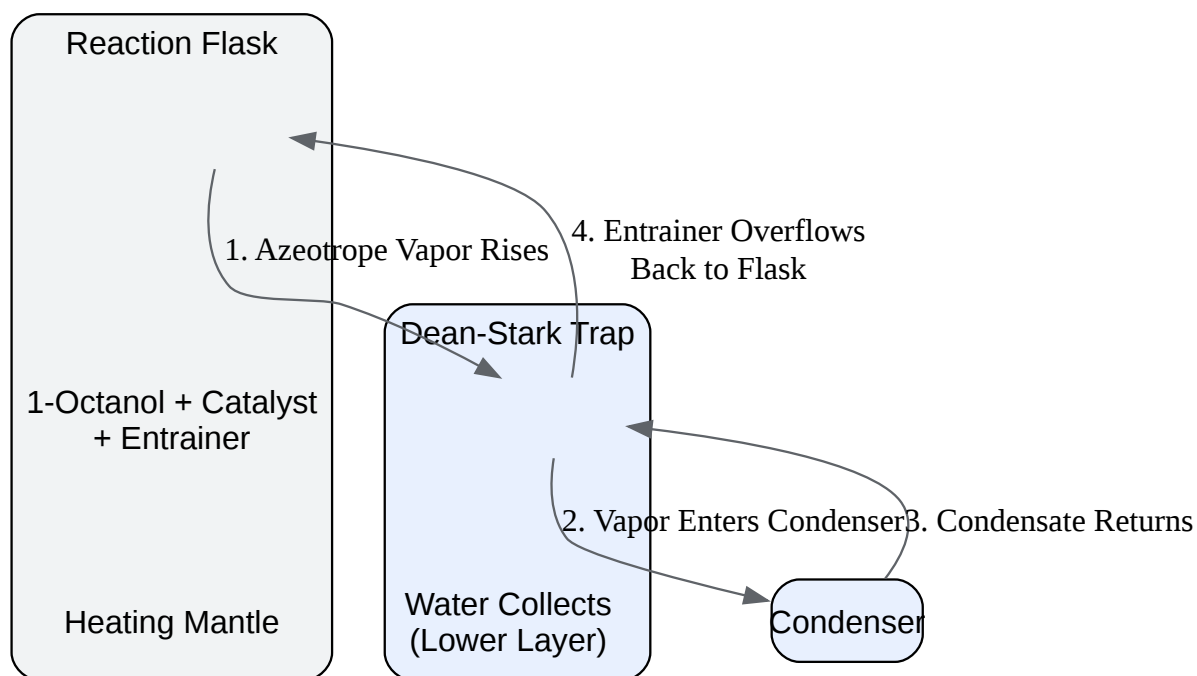 Reaction Flask
1. Azeotrope Vapor Rises
4. Entrainer Overflows
Back to Flask
Dean-Stark Trap
1-Octanol + Catalyst
+ Entrainer
2. Vapor Enters Condenser
3. Condensate Returns
Water Collects
(Lower Layer)
Heating Mantle
Condenser